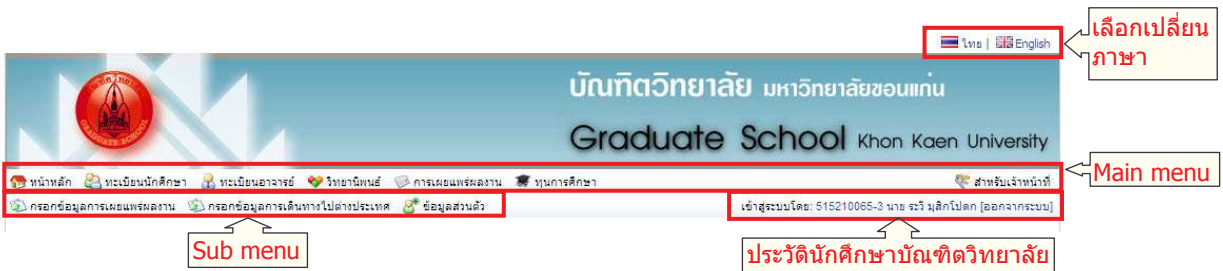 เลือกเปลี่ยน
ภาษา
ไทย | English
บัณฑิตวิทยาลัย มหาวิทยาลัยขอนแก่น
Graduate School Khon Kaen University
GRADUATE SCHOOL
หน้าหลัก ทะเบียนนักศึกษา ทะเบียนอาจารย์ วิทยานิพนธ์ การเผยแพร่ผลงาน ทุนการศึกษา สำหรับเจ้าหน้าที่
Main menu
กรอกข้อมูลการเผยแพร่ผลงาน กรอกข้อมูลการเดินทางไปต่างประเทศ ข้อมูลส่วนตัว เข้าสู่ระบบโดย: 515210065-3 นาย ระวี มุสิกโปดก [ออกจากระบบ]
Sub menu
ประวัตินักศึกษาบัณฑิตวิทยาลัย